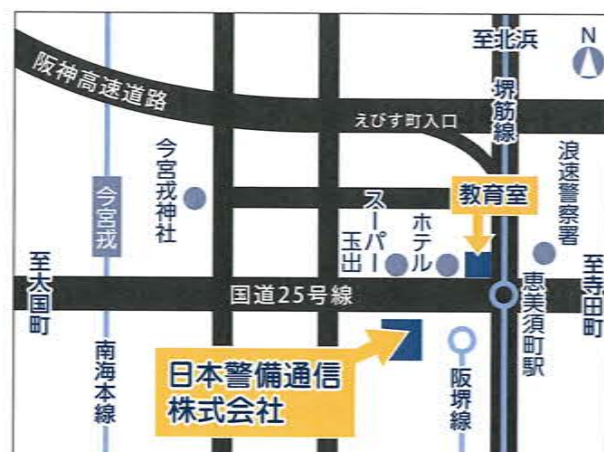 至北浜
N
阪神高速道路
えびす町入口
堺筋線
今宮戎神社
今宮戎
浪速警察署
教育室
スーパー
玉出
ホテル
至大国町
国道25号線
恵美須町駅
至寺田町
南海本線
日本警備通信
株式会社
阪堺線